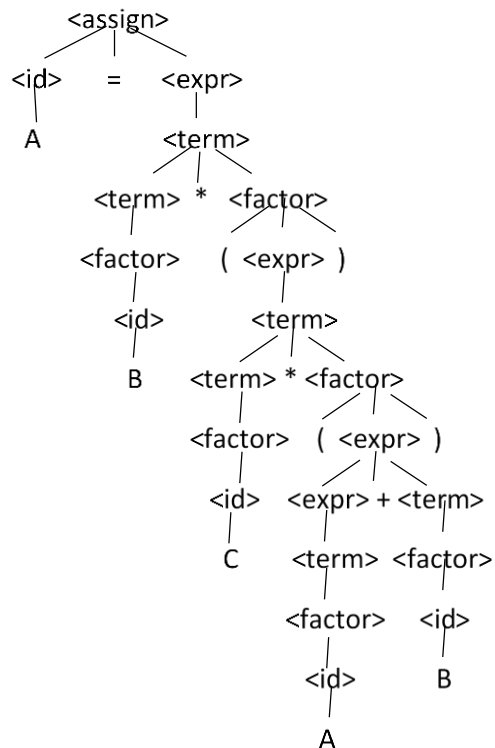 <assign>
<id> = <expr>
A <term>
<term> * <factor>
<factor> ( <expr> )
<id> <term>
B <term> * <factor>
<factor> ( <expr> )
<id> <expr> + <term>
C <term> <factor>
<factor> <id>
<id> B
A